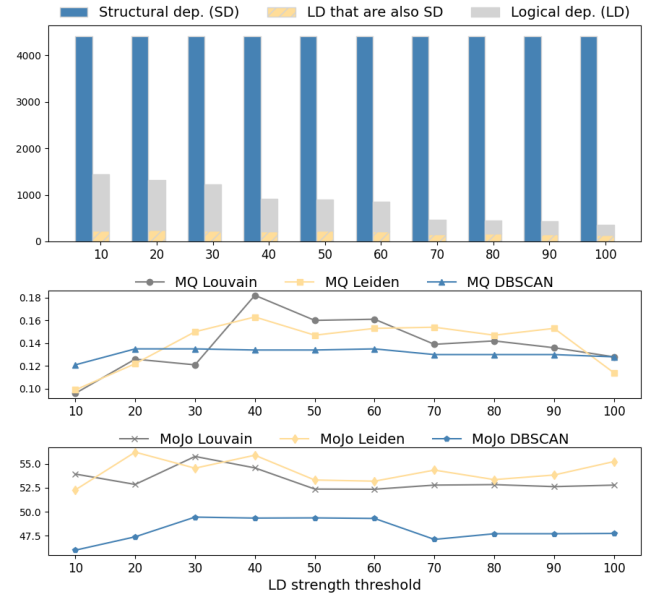 Structural dep. (SD) LD that are also SD Logical dep. (LD)
4000
3000
2000
1000
0
10 20 30 40 50 60 70 80 90 100
MQ Louvain MQ Leiden MQ DBSCAN
0.18
0.16
0.14
0.12
0.10
10 20 30 40 50 60 70 80 90 100
MoJo Louvain MoJo Leiden MoJo DBSCAN
55.0
52.5
50.0
47.5
10 20 30 40 50 60 70 80 90 100
LD strength threshold